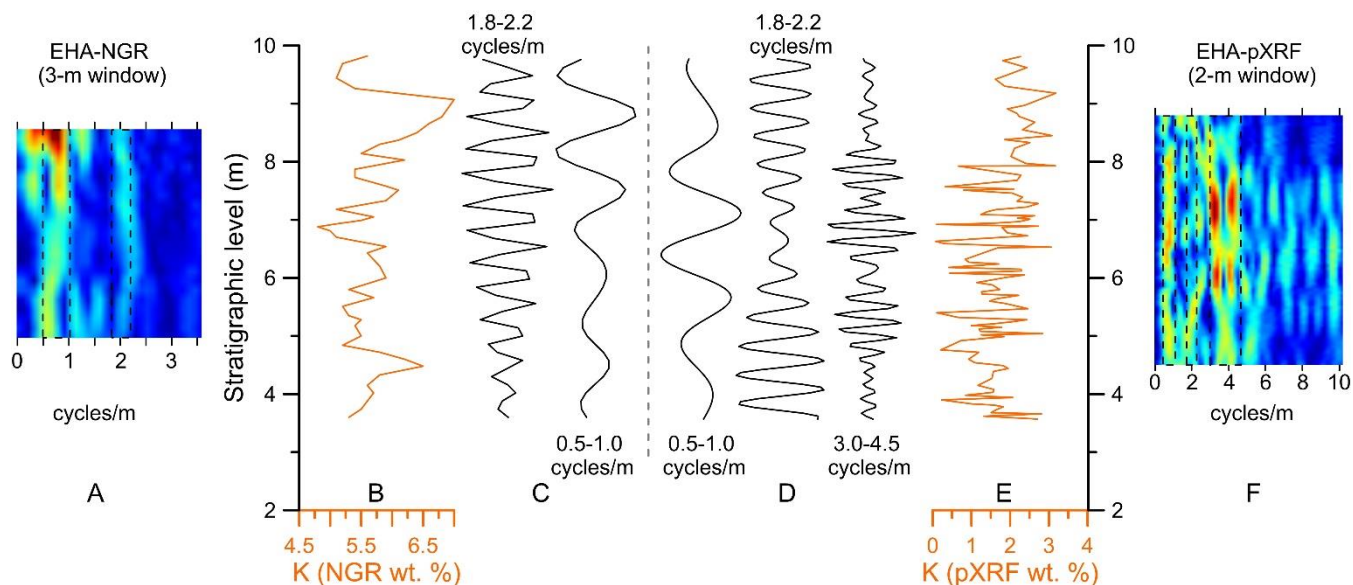 EHA-NGR
(3-m window)
0 1 2 3
cycles/m
A
Stratigraphic level (m)
10
8
6
4
2
B
4.5 5.5 6.5
K (NGR wt. %)
1.8-2.2
cycles/m
0.5-1.0
cycles/m
C
1.8-2.2
cycles/m
0.5-1.0
cycles/m
3.0-4.5
cycles/m
D
E
0 1 2 3 4
K (pXRF wt. %)
10
8
6
4
2
EHA-pXRF
(2-m window)
0 2 4 6 8 10
cycles/m
F